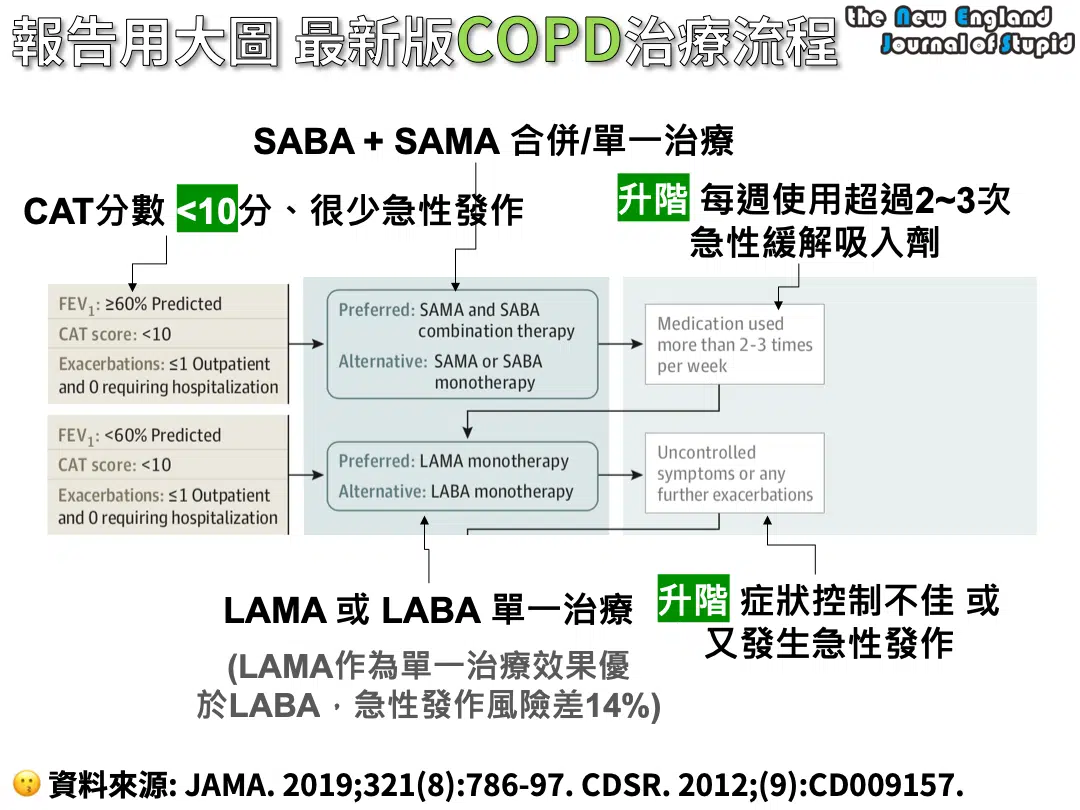 報告用大圖 最新版COPD治療流程
the New England
Journal of Stupid
SABA + SAMA 合併/單一治療
CAT分數 <10分、很少急性發作
升階 每週使用超過2~3次
急性緩解吸入劑
FEV1: ≥60% Predicted
CAT score: <10
Exacerbations: ≤1 Outpatient
and 0 requiring hospitalization
Preferred: SAMA and SABA
combination therapy
Alternative: SAMA or SABA
monotherapy
Medication used
more than 2-3 times
per week
FEV1: <60% Predicted
CAT score: <10
Exacerbations: ≤1 Outpatient
and 0 requiring hospitalization
Preferred: LAMA monotherapy
Alternative: LABA monotherapy
Uncontrolled
symptoms or any
further exacerbations
LAMA 或 LABA 單一治療
(LAMA作為單一治療效果優
於LABA，急性發作風險差14%)
升階 症狀控制不佳 或
又發生急性發作
😗 資料來源: JAMA. 2019;321(8):786-97. CDSR. 2012;(9):CD009157.